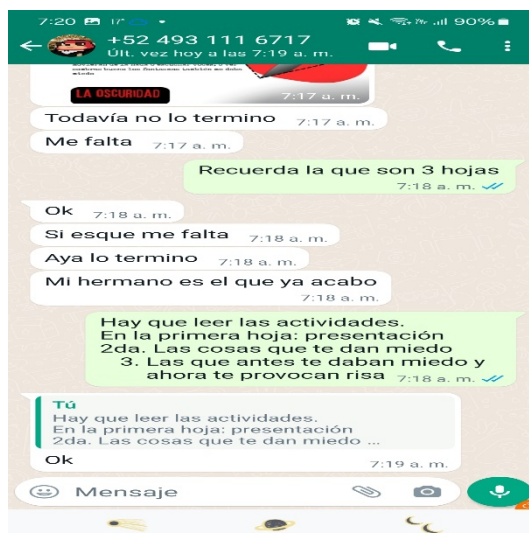 7:20 17° 90%
+52 493 111 6717
Últ. vez hoy a las 7:19 a. m.
LA OSCURIDAD
7:17 a. m.
Todavía no lo termino 7:17 a. m.
Me falta 7:17 a. m.
Recuerda la que son 3 hojas
7:18 a. m.
Ok 7:18 a. m.
Si esque me falta 7:18 a. m.
Aya lo termino 7:18 a. m.
Mi hermano es el que ya acabo
7:18 a. m.
Hay que leer las actividades.
En la primera hoja: presentación
2da. Las cosas que te dan miedo
3. Las que antes te daban miedo y
ahora te provocan risa 7:18 a. m.
Tú
Hay que leer las actividades.
En la primera hoja: presentación
2da. Las cosas que te dan miedo ...
Ok 7:19 a. m.
Mensaje